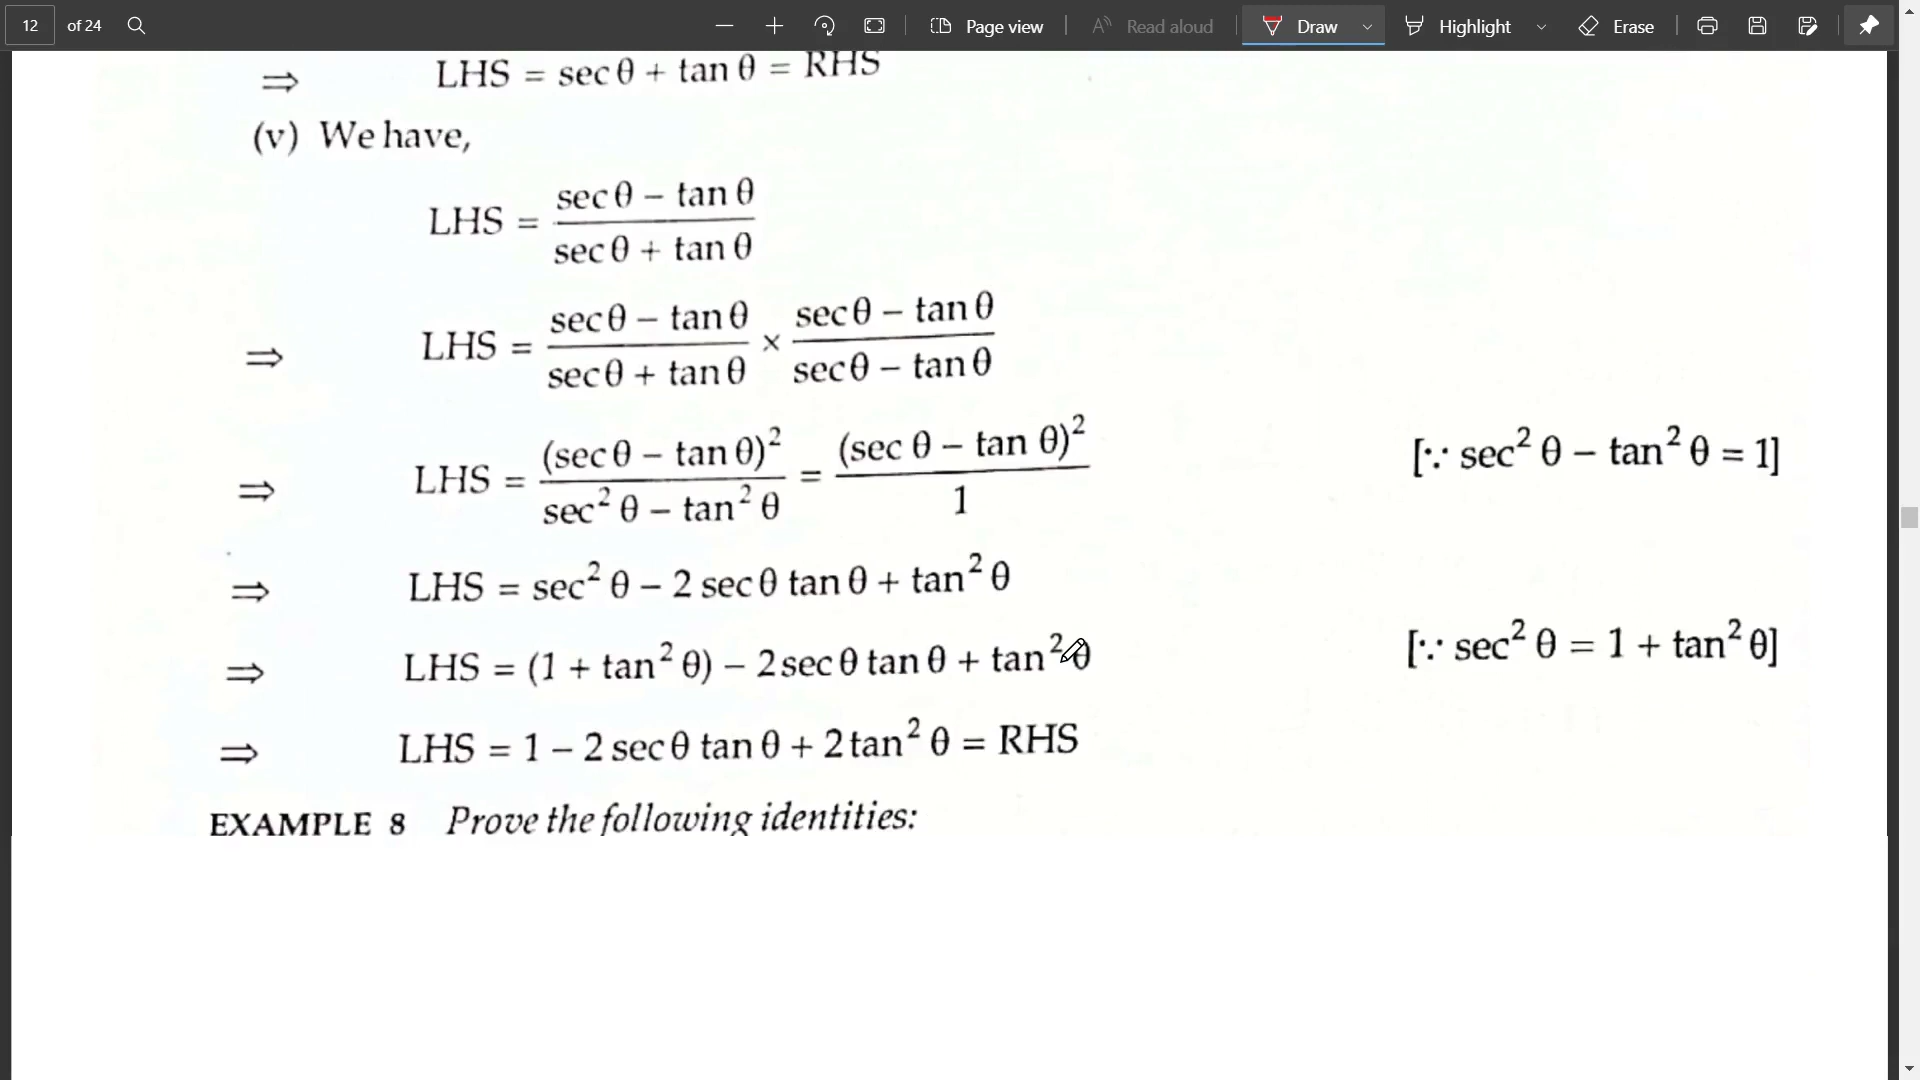 12 of 24 Page view Read aloud Draw Highlight Erase
⇒ LHS = sec θ + tan θ = RHS
(v) We have,
LHS = (sec θ − tan θ)/(sec θ + tan θ)
⇒ LHS = (sec θ − tan θ)/(sec θ + tan θ) × (sec θ − tan θ)/(sec θ − tan θ)
⇒ LHS = (sec θ − tan θ)²/(sec² θ − tan² θ) = (sec θ − tan θ)²/1 [∵ sec² θ − tan² θ = 1]
⇒ LHS = sec² θ − 2 sec θ tan θ + tan² θ
⇒ LHS = (1 + tan² θ) − 2 sec θ tan θ + tan² θ [∵ sec² θ = 1 + tan² θ]
⇒ LHS = 1 − 2 sec θ tan θ + 2 tan² θ = RHS
EXAMPLE 8 Prove the following identities: